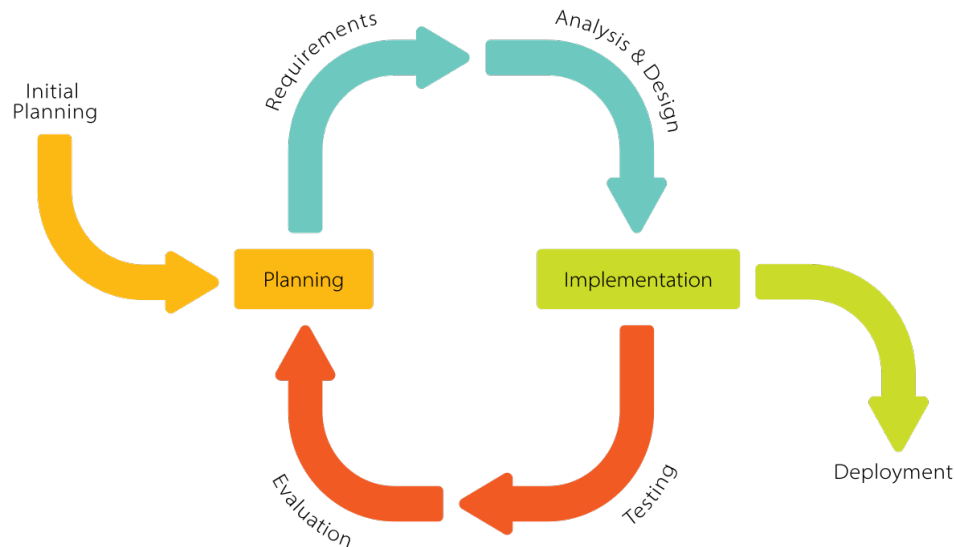 Initial
Planning
Requirements
Analysis & Design
Planning
Implementation
Evaluation
Testing
Deployment